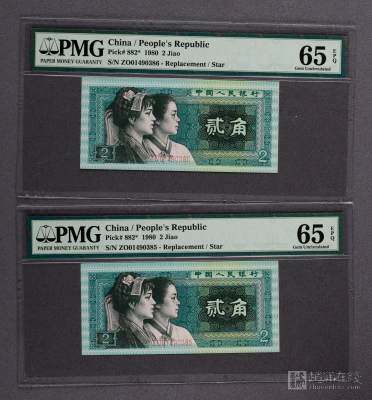 PMG
PAPER MONEY GUARANTY
China / People's Republic
Pick# 882* 1980 2 Jiao
S/N ZO01490386 - Replacement / Star
65 EPQ
Gem Uncirculated
中国人民银行
贰角
2
2
PMG
PAPER MONEY GUARANTY
China / People's Republic
Pick# 882* 1980 2 Jiao
S/N ZO01490385 - Replacement / Star
65 EPQ
Gem Uncirculated
中国人民银行
贰角
2
2